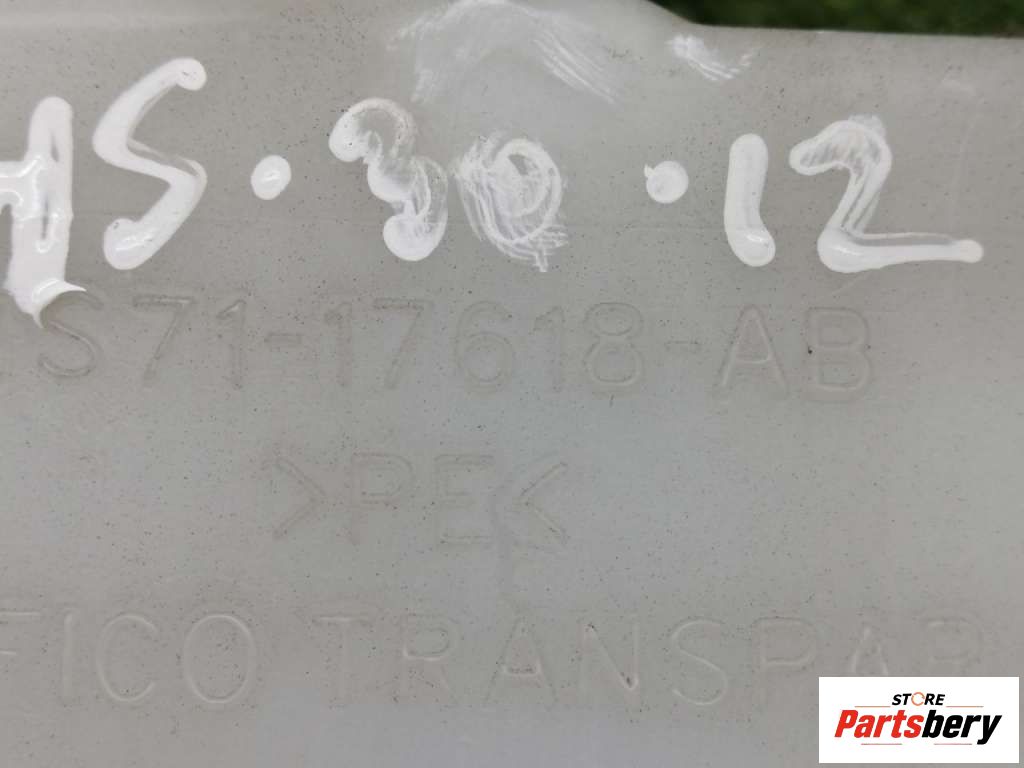 HS.30.12
S71-17618-AB
>PE<
FICO TRANSPAR
STORE
Partsbery